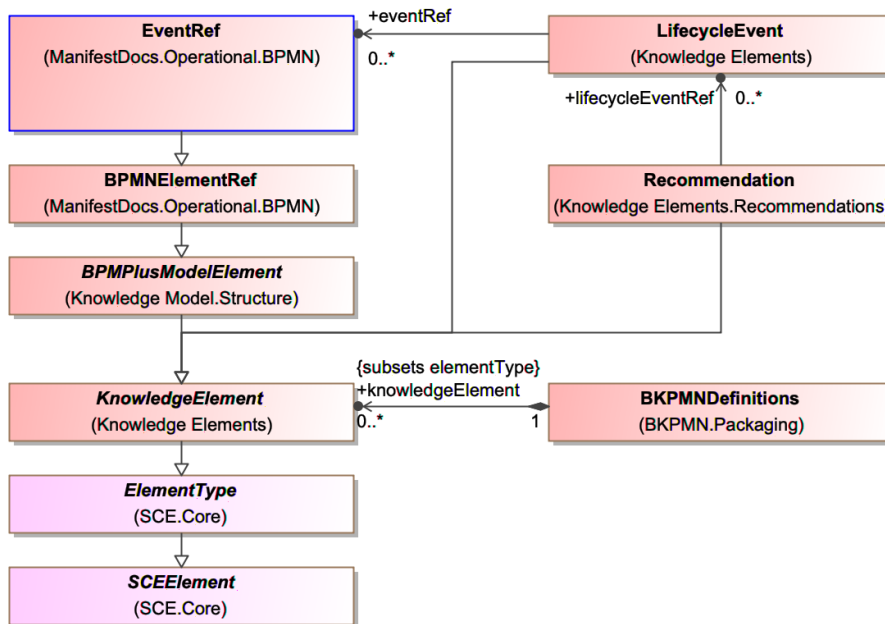 EventRef
(ManifestDocs.Operational.BPMN)
+eventRef
0..*
LifecycleEvent
(Knowledge Elements)
+lifecycleEventRef
0..*
BPMNElementRef
(ManifestDocs.Operational.BPMN)
Recommendation
(Knowledge Elements.Recommendations
BPMPlusModelElement
(Knowledge Model.Structure)
{subsets elementType}
+knowledgeElement
0..*
1
KnowledgeElement
(Knowledge Elements)
BKPMNDefinitions
(BKPMN.Packaging)
ElementType
(SCE.Core)
SCEElement
(SCE.Core)